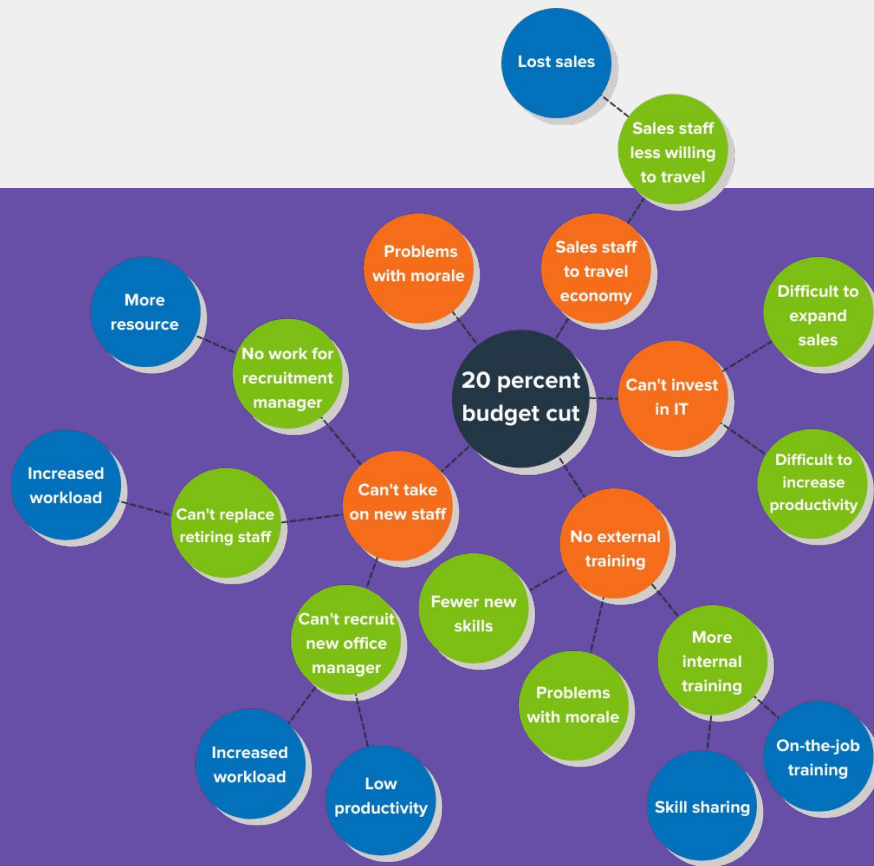 Lost sales
Sales staff
less willing
to travel
Problems
with morale
Sales staff
to travel
economy
More
resource
Difficult to
expand
sales
No work for
recruitment
manager
20 percent
budget cut
Can't invest
in IT
Increased
workload
Can't replace
retiring staff
Can't take
on new staff
Difficult to
increase
productivity
No external
training
Fewer new
skills
Can't recruit
new office
manager
More
internal
training
Problems
with morale
Increased
workload
Low
productivity
On-the-job
training
Skill sharing